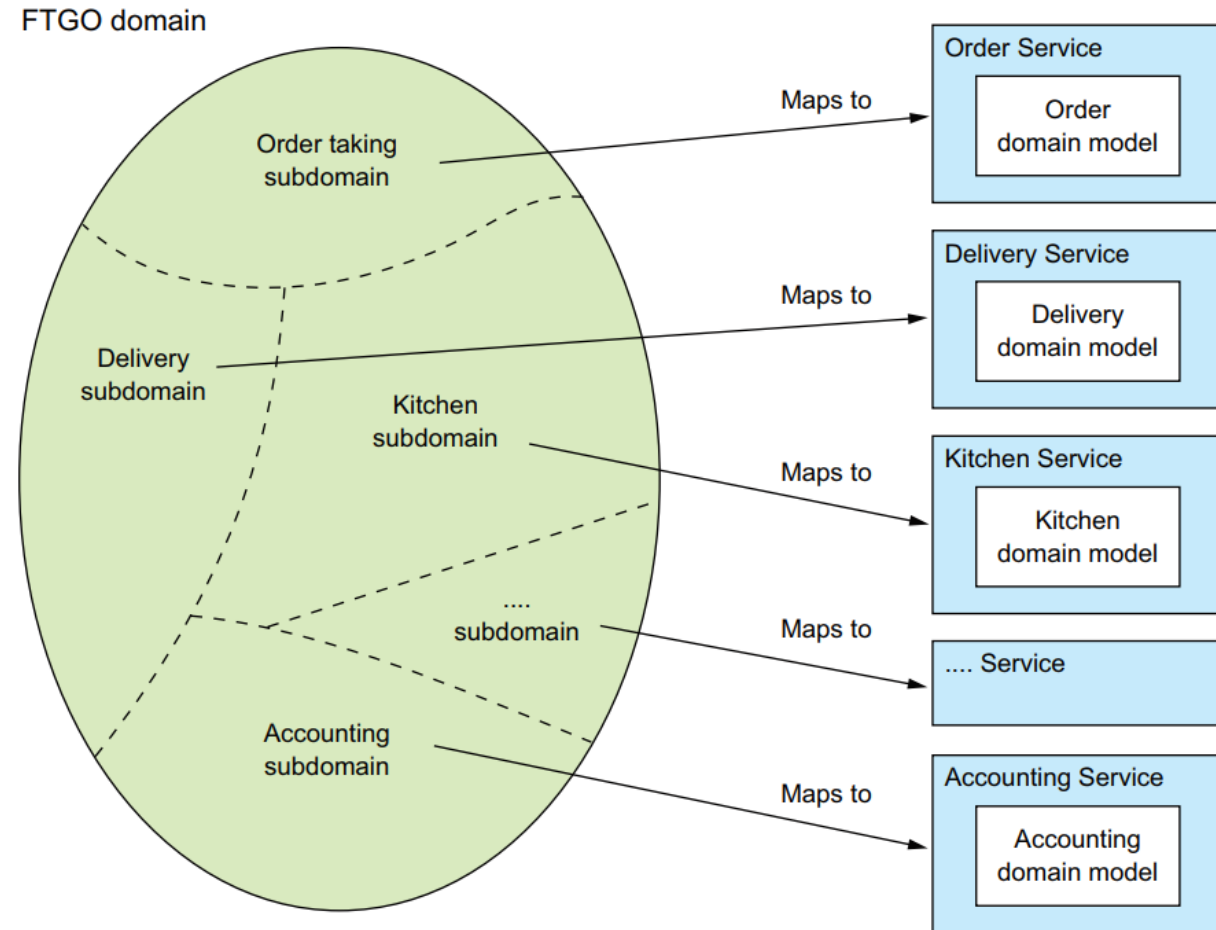 FTGO domain
Order taking
subdomain
Delivery
subdomain
Kitchen
subdomain
....
subdomain
Accounting
subdomain
Maps to
Maps to
Maps to
Maps to
Maps to
Order Service
Order
domain model
Delivery Service
Delivery
domain model
Kitchen Service
Kitchen
domain model
.... Service
Accounting Service
Accounting
domain model